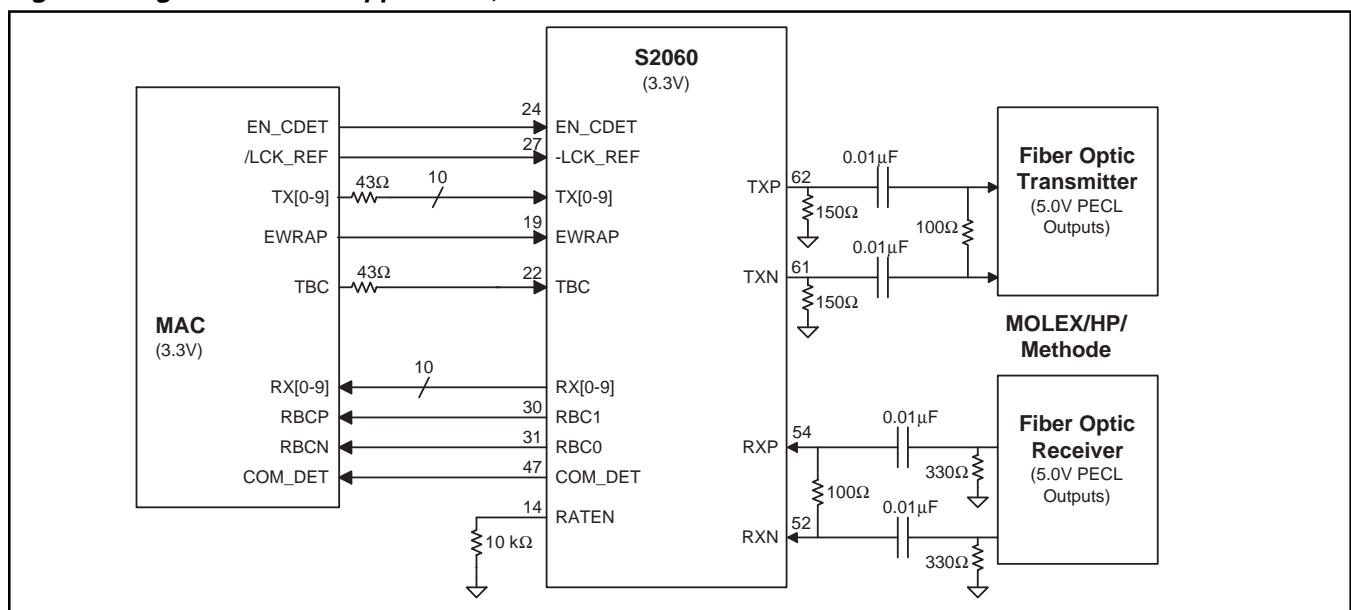 S2060
(3.3V)
MAC
(3.3V)
EN_CDET
24
EN_CDET
/LCK_REF
27
-LCK_REF
TX[0-9]
43Ω
10
TX[0-9]
EWRAP
19
EWRAP
TBC
43Ω
22
TBC
RX[0-9]
10
RX[0-9]
RBCP
30
RBC1
RBCN
31
RBC0
COM_DET
47
COM_DET
14
RATEN
10 kΩ
TXP
62
0.01µF
150Ω
100Ω
TXN
61
0.01µF
150Ω
Fiber Optic
Transmitter
(5.0V PECL
Outputs)
MOLEX/HP/
Methode
RXP
54
0.01µF
330Ω
100Ω
RXN
52
0.01µF
330Ω
Fiber Optic
Receiver
(5.0V PECL
Outputs)